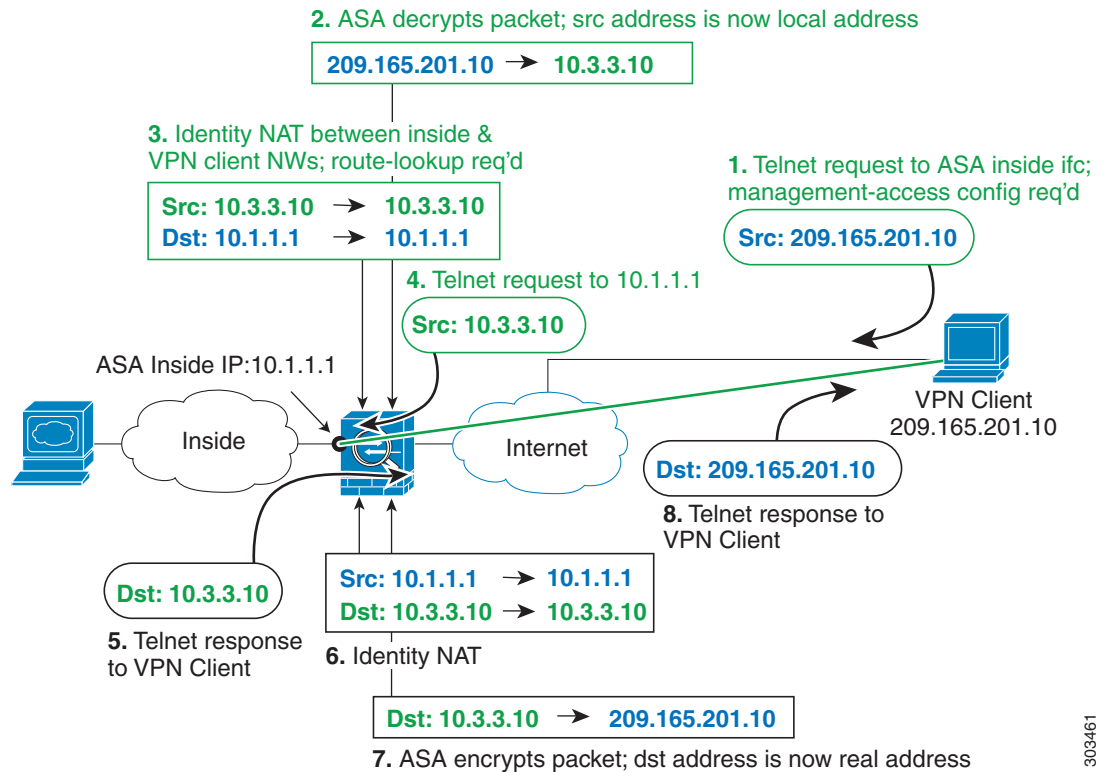 2. ASA decrypts packet; src address is now local address
209.165.201.10 → 10.3.3.10
3. Identity NAT between inside &
VPN client NWs; route-lookup req'd
Src: 10.3.3.10 → 10.3.3.10
Dst: 10.1.1.1 → 10.1.1.1
1. Telnet request to ASA inside ifc;
management-access config req'd
Src: 209.165.201.10
4. Telnet request to 10.1.1.1
Src: 10.3.3.10
ASA Inside IP:10.1.1.1
Inside
Internet
VPN Client
209.165.201.10
Dst: 209.165.201.10
8. Telnet response to
VPN Client
Dst: 10.3.3.10
5. Telnet response
to VPN Client
Src: 10.1.1.1 → 10.1.1.1
Dst: 10.3.3.10 → 10.3.3.10
6. Identity NAT
Dst: 10.3.3.10 → 209.165.201.10
7. ASA encrypts packet; dst address is now real address
303461